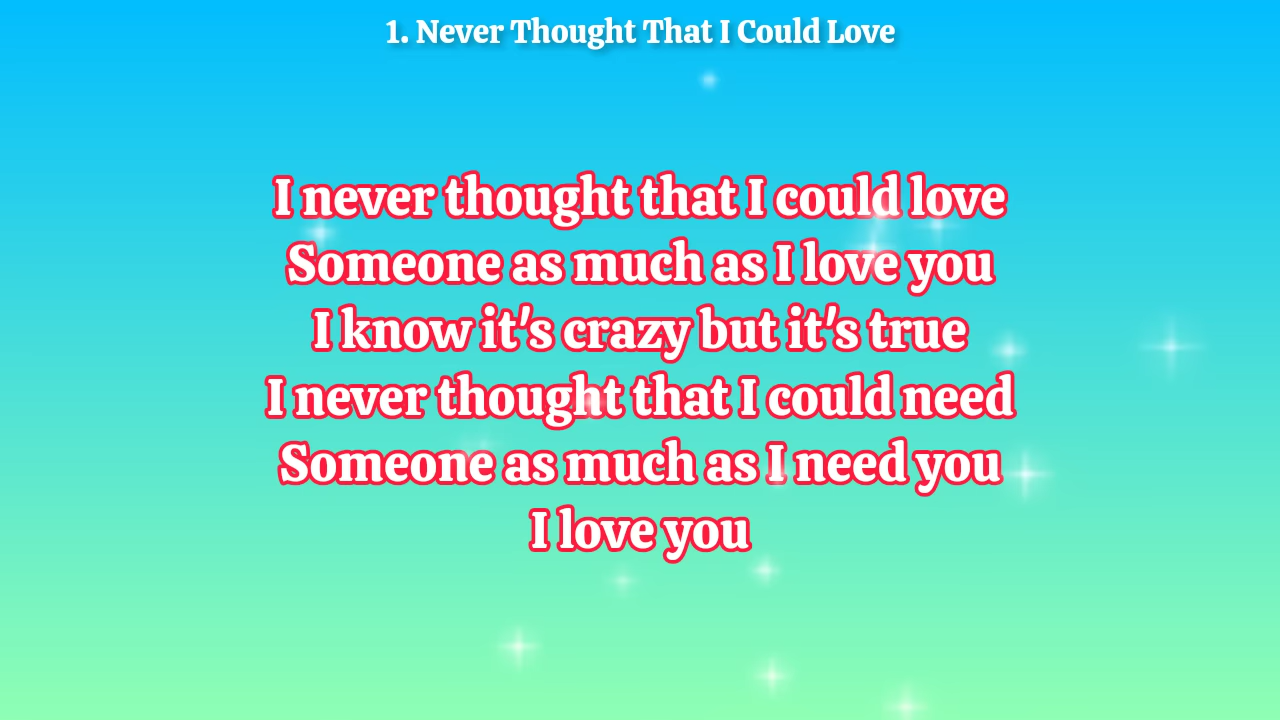 1. Never Thought That I Could Love
I never thought that I could love
Someone as much as I love you
I know it's crazy but it's true
I never thought that I could need
Someone as much as I need you
I love you